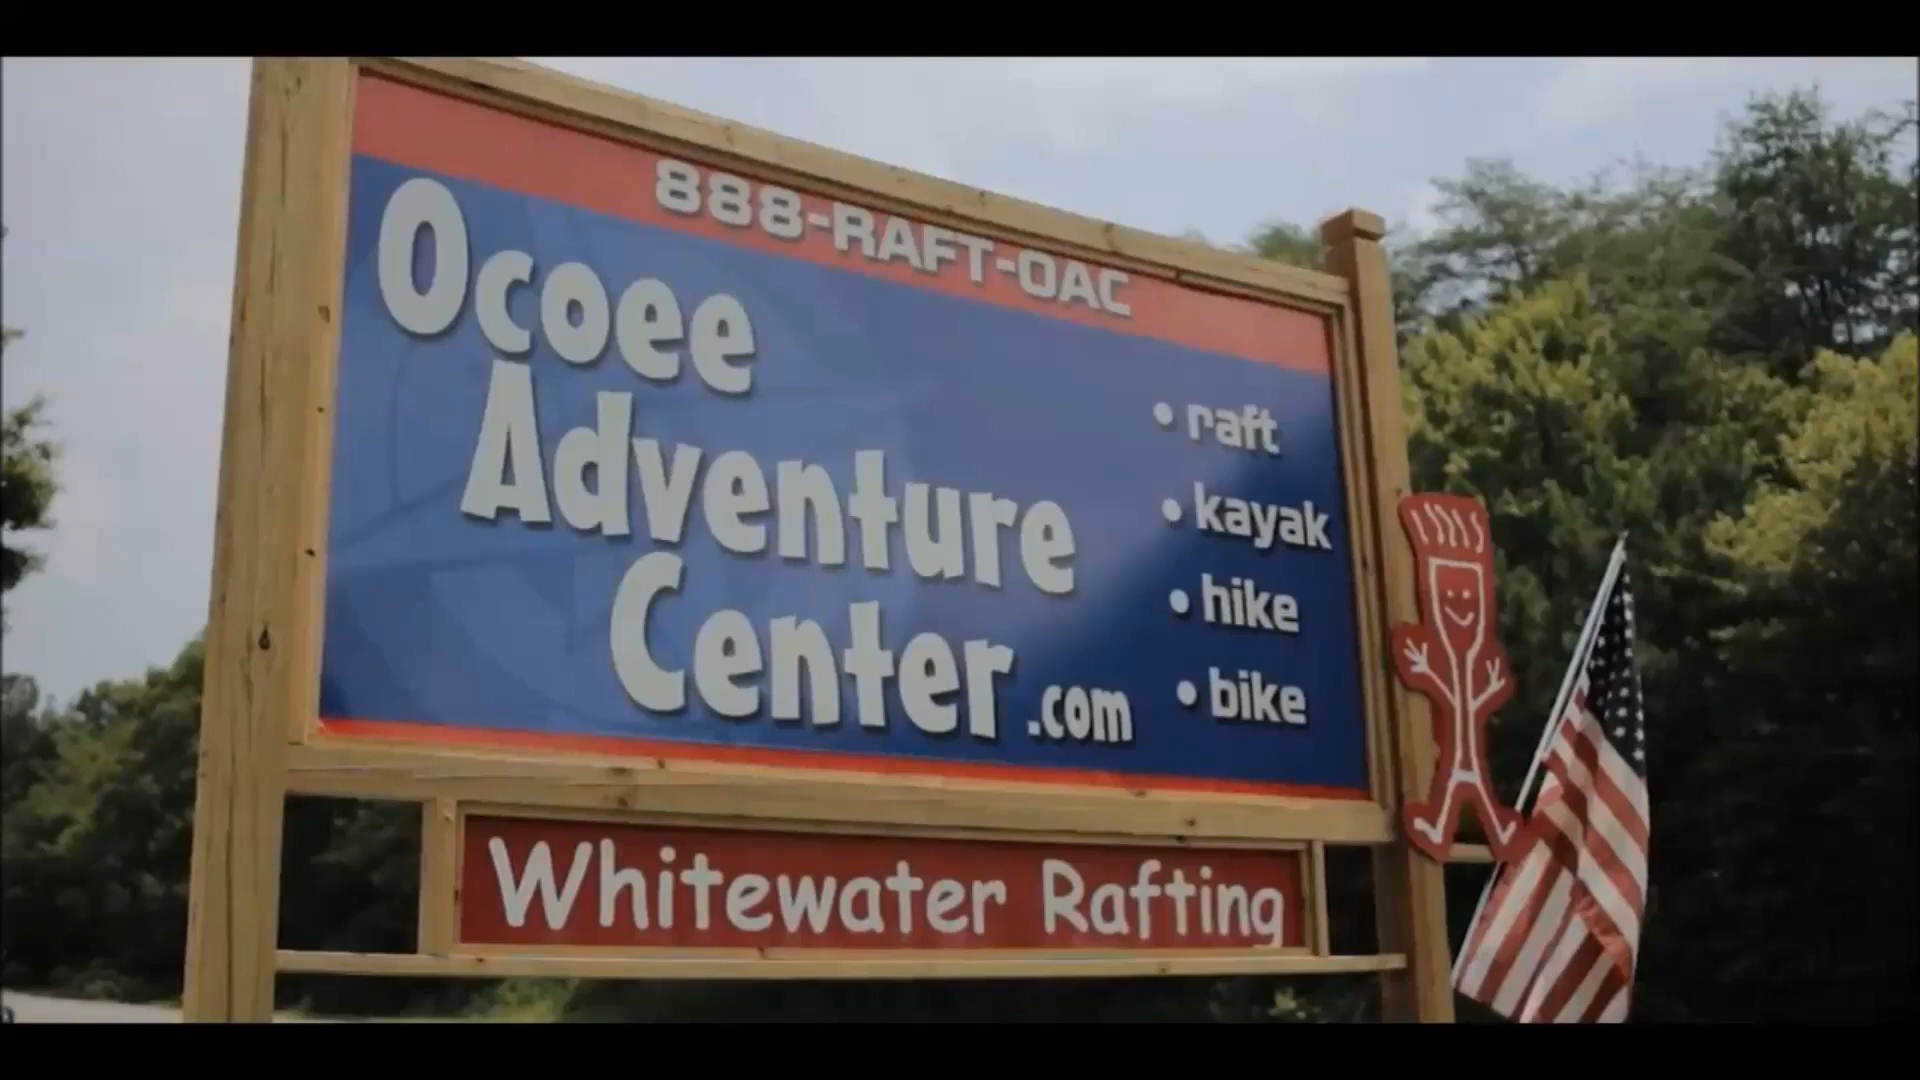 888-RAFT-OAC
Ocoee
Adventure
Center.com
• raft
• kayak
• hike
• bike
Whitewater Rafting